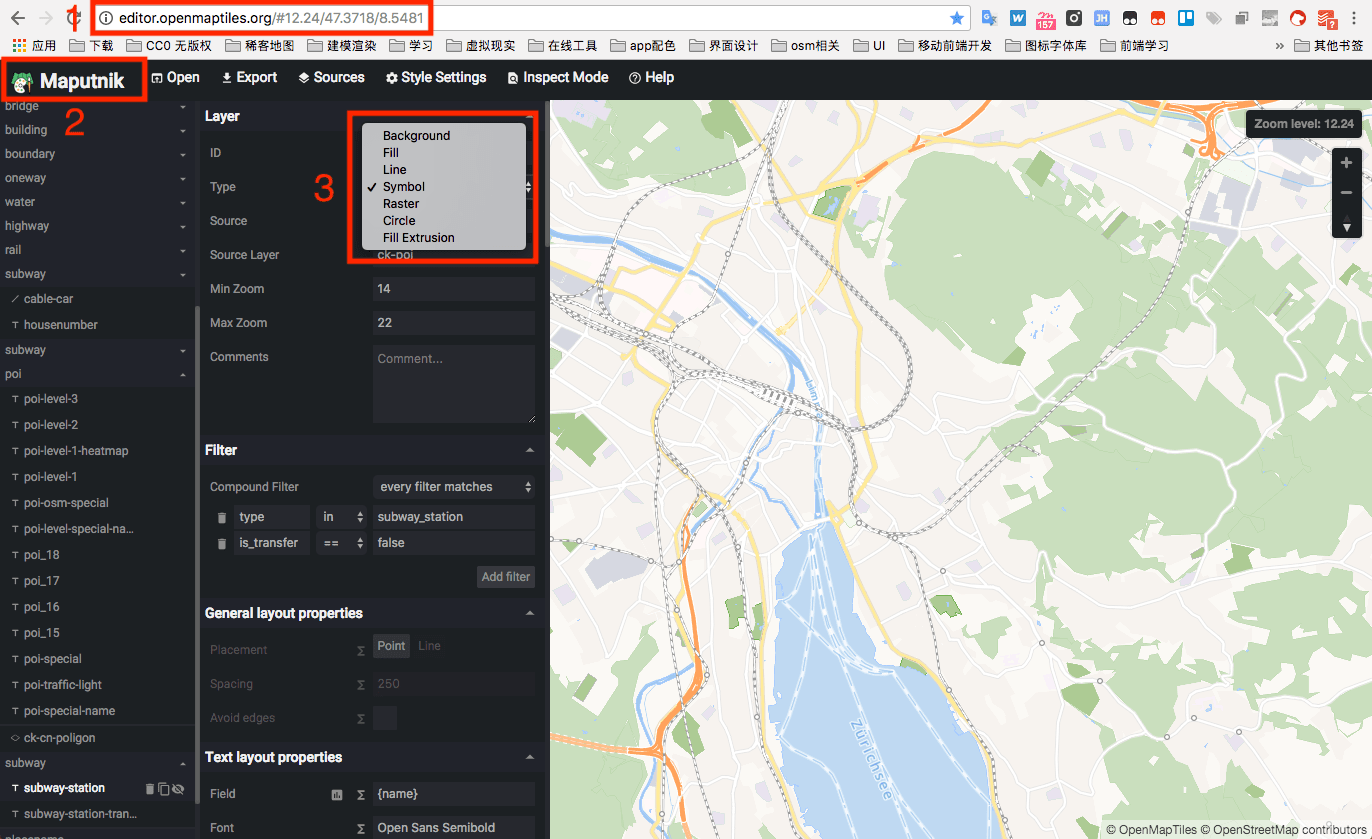 1
editor.openmaptiles.org/#12.24/47.3718/8.5481
157
JH
?
应用
下载
CC0 无版权
稀客地图
建模渲染
学习
虚拟现实
在线工具
app配色
界面设计
osm相关
UI
移动前端开发
图标字体库
前端学习
»
其他书签
Maputnik
Open
Export
Sources
Style Settings
Inspect Mode
Help
2
bridge
building
boundary
oneway
water
highway
rail
subway
cable-car
housenumber
subway
poi
poi-level-3
poi-level-2
poi-level-1-heatmap
poi-level-1
poi-osm-special
poi-level-special-na...
poi_18
poi_17
poi_16
poi_15
poi-special
poi-traffic-light
poi-special-name
ck-cn-poligon
subway
subway-station
subway-station-tran...
Layer
ID
Type
3
Background
Fill
Line
✓ Symbol
Raster
Circle
Fill Extrusion
Source
Source Layer
ck-poi
Min Zoom
14
Max Zoom
22
Comments
Comment...
Filter
Compound Filter
every filter matches
type
in
subway_station
is_transfer
==
false
Add filter
General layout properties
Placement
Σ
Point
Line
Spacing
Σ
250
Avoid edges
Σ
Text layout properties
Field
Σ
{name}
Font
Σ
Open Sans Semibold
Zoom level: 12.24
+
−
Zürichsee
© OpenMapTiles © OpenStreetMap contributors